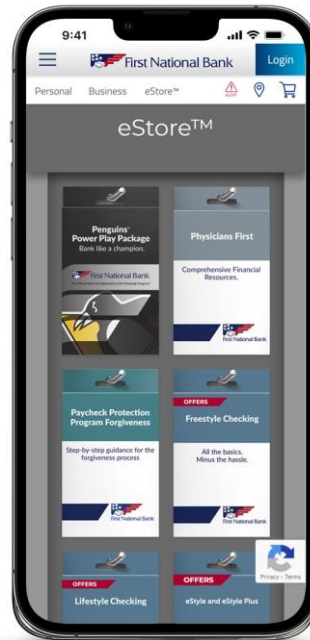 9:41
First National Bank
Login
Personal Business eStore™
ALERT
eStore™
Penguins®
Power Play Package
Bank like a champion.
First National Bank
Physicians First
Comprehensive Financial
Resources.
First National Bank
Paycheck Protection
Program Forgiveness
Step-by-step guidance for the
forgiveness process
First National Bank
OFFERS
Freestyle Checking
All the basics.
Minus the hassle.
First National Bank
OFFERS
Lifestyle Checking
OFFERS
eStyle and eStyle Plus
Privacy - Terms